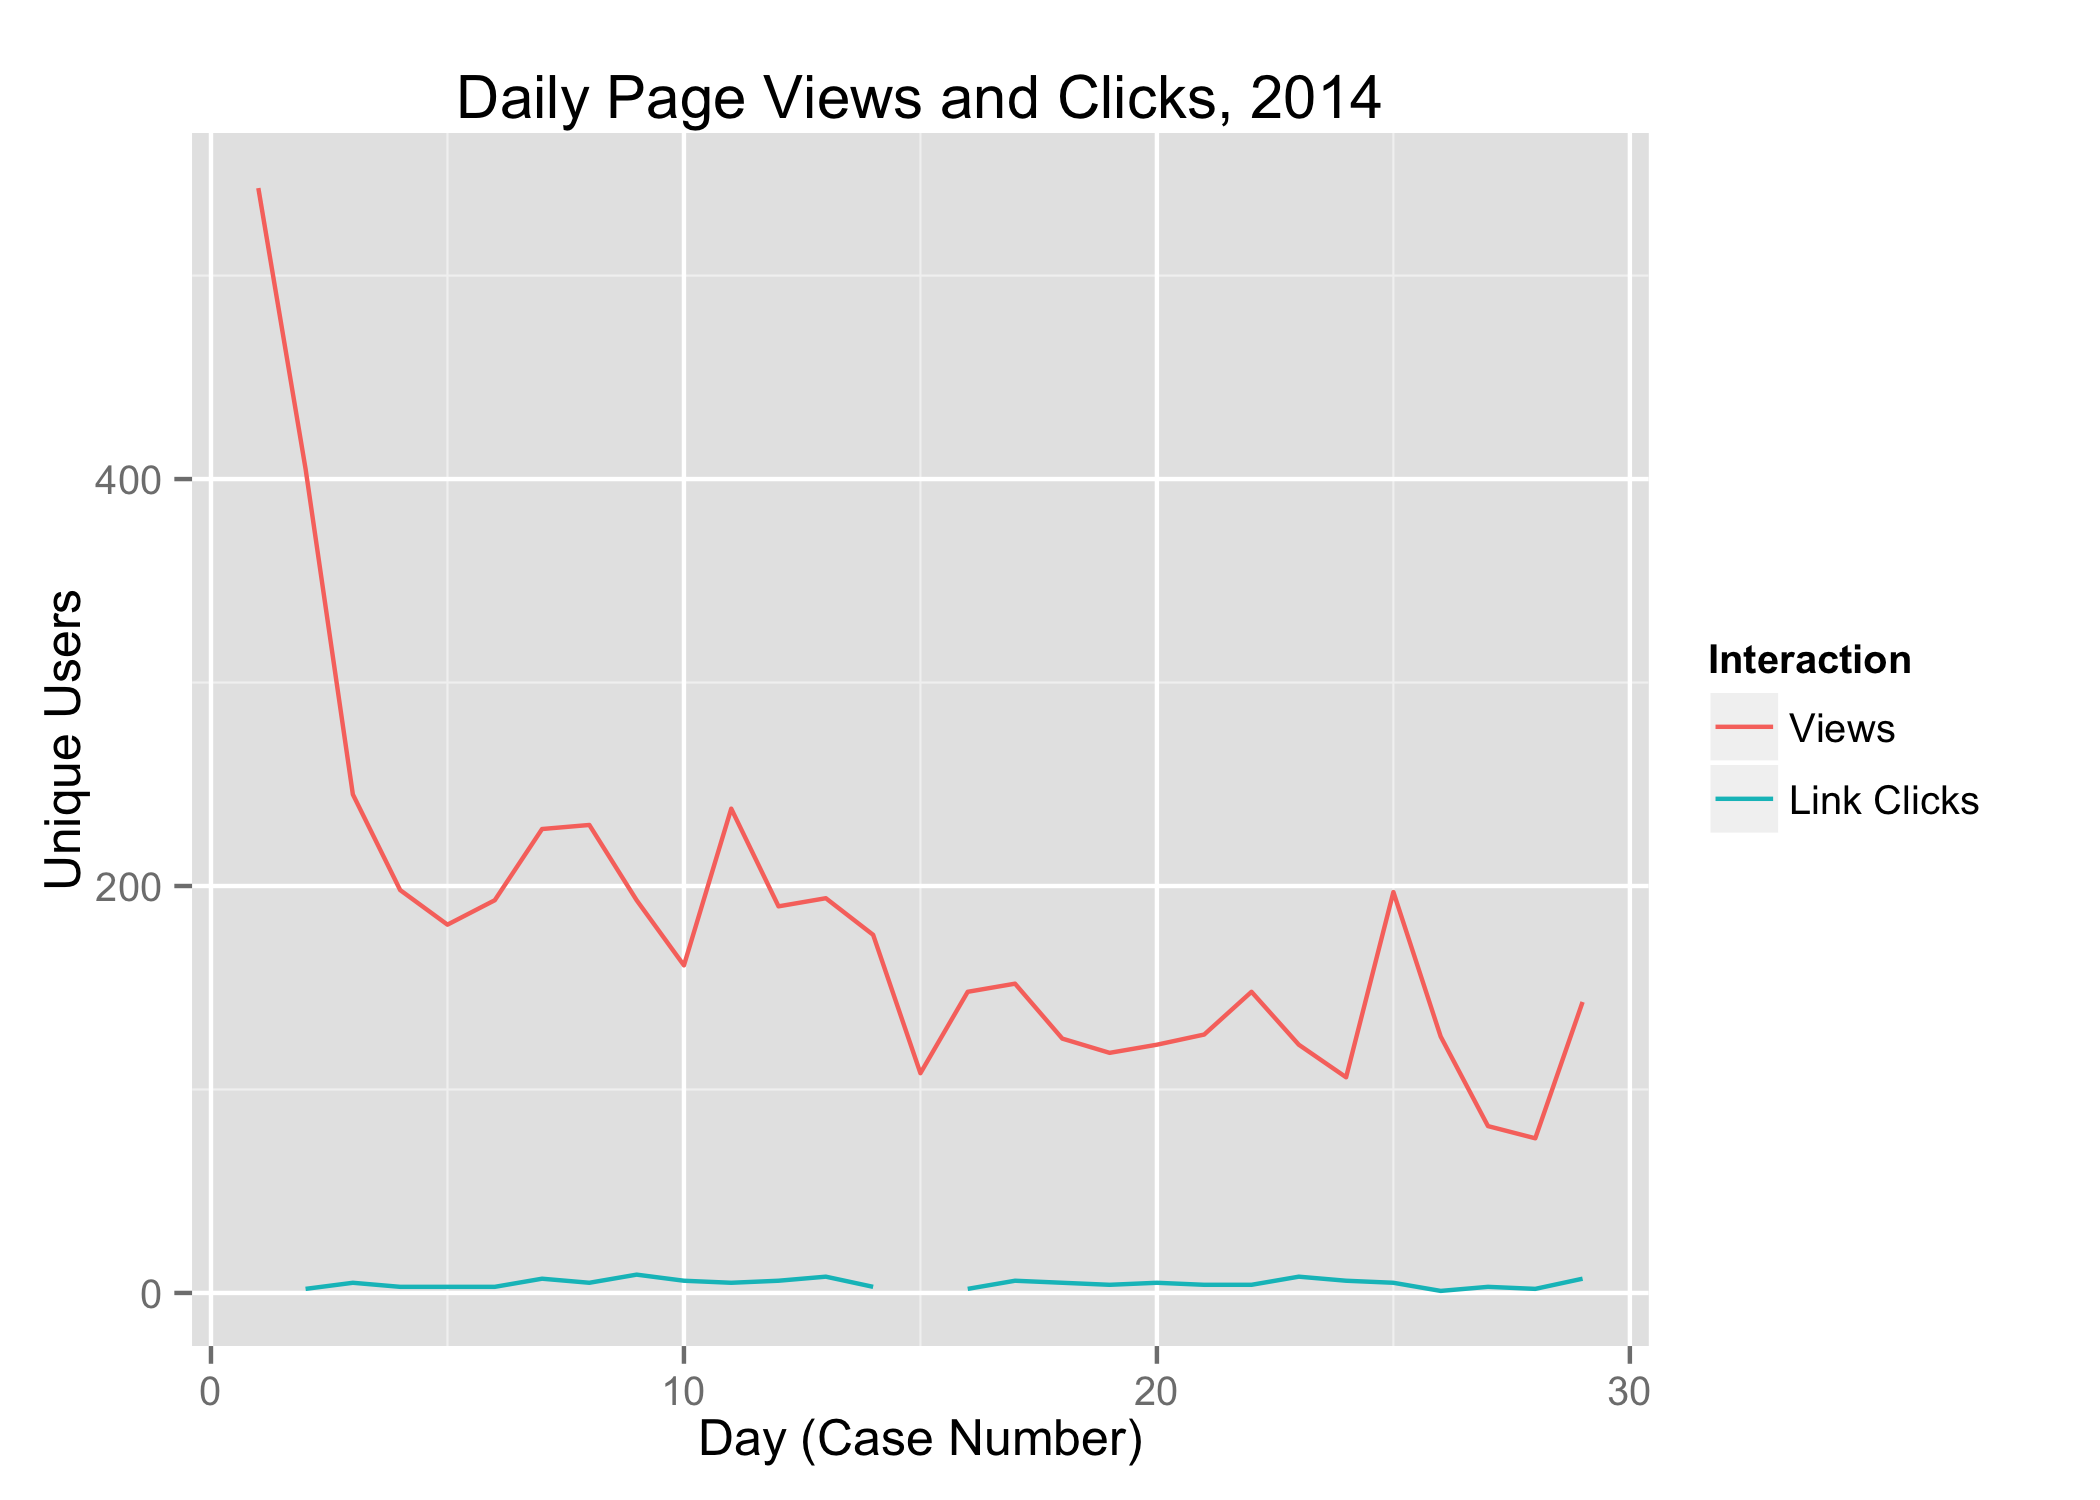 Daily Page Views and Clicks, 2014
Unique Users
400
200
0
0 10 20 30
Day (Case Number)
Interaction
Views
Link Clicks